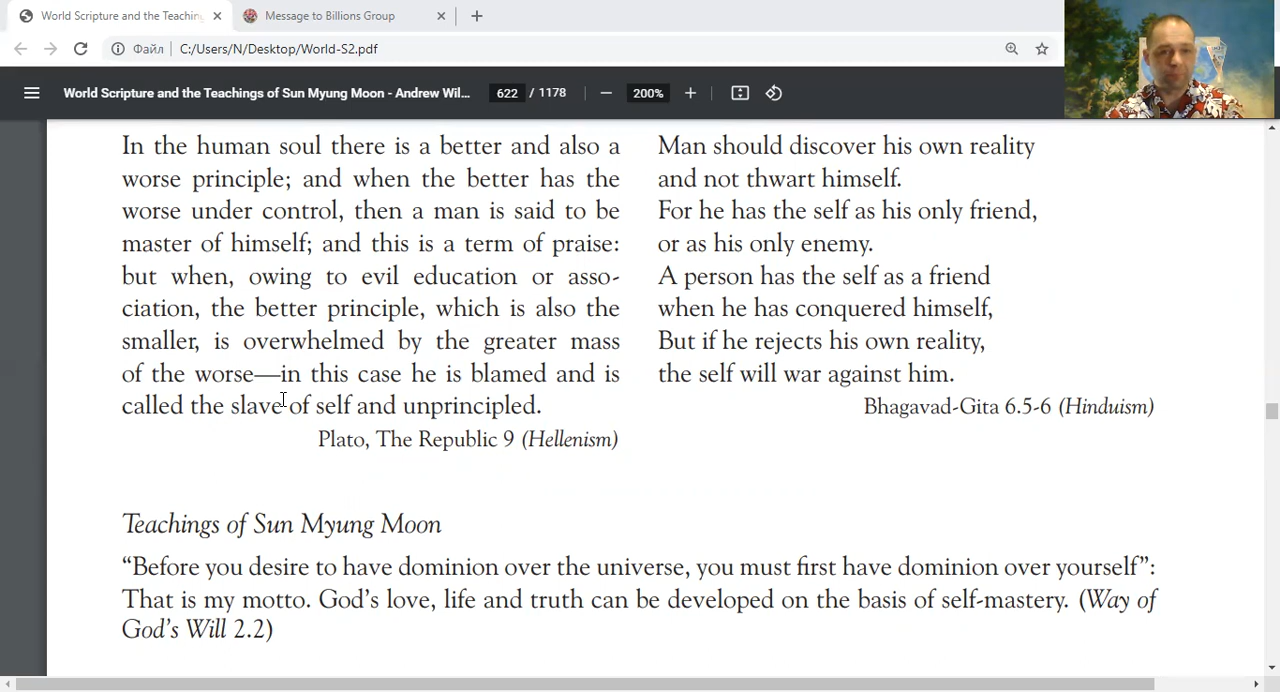 World Scripture and the Teaching
Message to Billions Group
Файл
C:/Users/N/Desktop/World-S2.pdf
World Scripture and the Teachings of Sun Myung Moon - Andrew Wil...
622 / 1178
200%
In the human soul there is a better and also a
worse principle; and when the better has the
worse under control, then a man is said to be
master of himself; and this is a term of praise:
but when, owing to evil education or asso-
ciation, the better principle, which is also the
smaller, is overwhelmed by the greater mass
of the worse—in this case he is blamed and is
called the slave of self and unprincipled.
Plato, The Republic 9 (Hellenism)
Man should discover his own reality
and not thwart himself.
For he has the self as his only friend,
or as his only enemy.
A person has the self as a friend
when he has conquered himself,
But if he rejects his own reality,
the self will war against him.
Bhagavad-Gita 6.5-6 (Hinduism)
Teachings of Sun Myung Moon
“Before you desire to have dominion over the universe, you must first have dominion over yourself”:
That is my motto. God’s love, life and truth can be developed on the basis of self-mastery. (Way of
God’s Will 2.2)